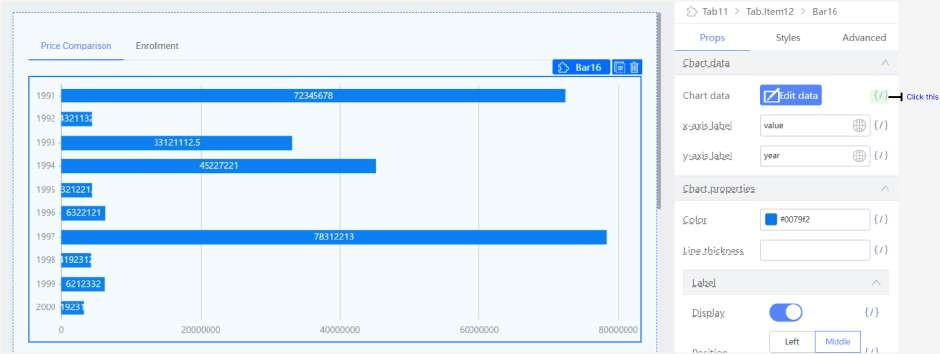 Tab11 > Tab.Item12 > Bar16
Props Styles Advanced
Price Comparison Enrollment
Chart data
Bar16
Chart data Edit data {/} Click this
1991 72345678
x-axis label value {/}
1992 4321132
1993 33121112.5
y-axis label year {/}
1994 45227221
Chart properties
1995
1996 6322121
Color #0079f2 {/}
1997 78312213
Line thickness {/}
1998 4192312
1999 6212332
Label
2000
Display {/}
0 20000000 40000000 60000000 80000000
Left Middle
Position